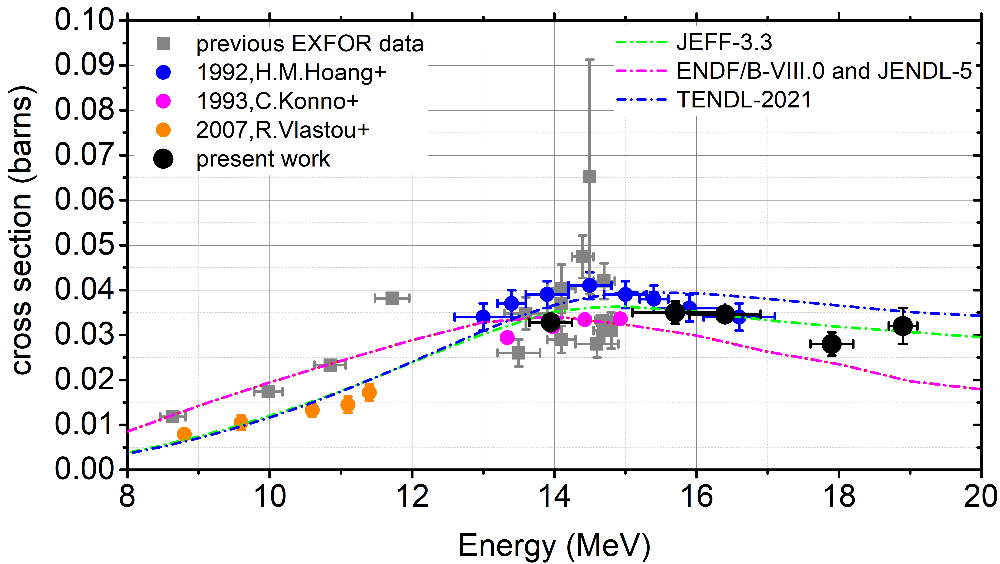 0.10
0.09
0.08
0.07
0.06
0.05
0.04
0.03
0.02
0.01
0.00
cross section (barns)
previous EXFOR data
1992,H.M.Hoang+
1993,C.Konno+
2007,R.Vlastou+
present work
JEFF-3.3
ENDF/B-VIII.0 and JENDL-5
TENDL-2021
8 10 12 14 16 18 20
Energy (MeV)